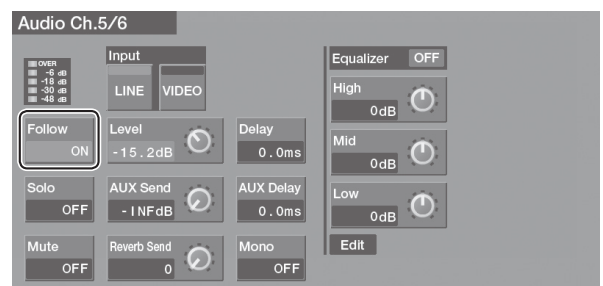 Audio Ch.5/6
OVER
-6 dB
-18 dB
-30 dB
-48 dB
Input
LINE VIDEO
Equalizer OFF
High
0dB
Follow
ON
Level
-15.2dB
Delay
0.0ms
Mid
0dB
Solo
OFF
AUX Send
-INFdB
AUX Delay
0.0ms
Low
0dB
Mute
OFF
Reverb Send
0
Mono
OFF
Edit